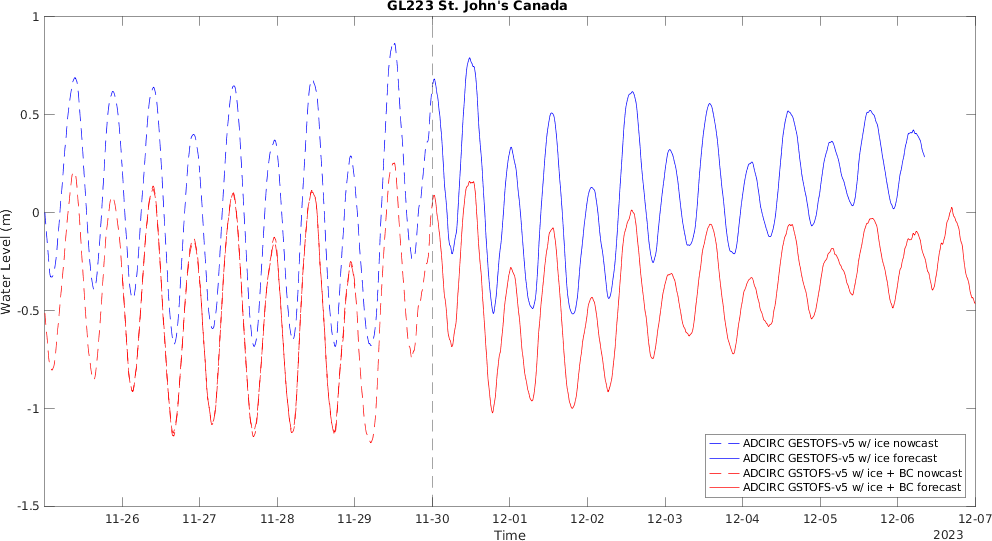 GL223 St. John's Canada
Water Level (m)
1
0.5
0
-0.5
-1
-1.5
11-26
11-27
11-28
11-29
11-30
12-01
12-02
12-03
12-04
12-05
12-06
12-07
Time
2023
ADCIRC GESTOFS-v5 w/ ice nowcast
ADCIRC GESTOFS-v5 w/ ice forecast
ADCIRC GSTOFS-v5 w/ ice + BC nowcast
ADCIRC GSTOFS-v5 w/ ice + BC forecast